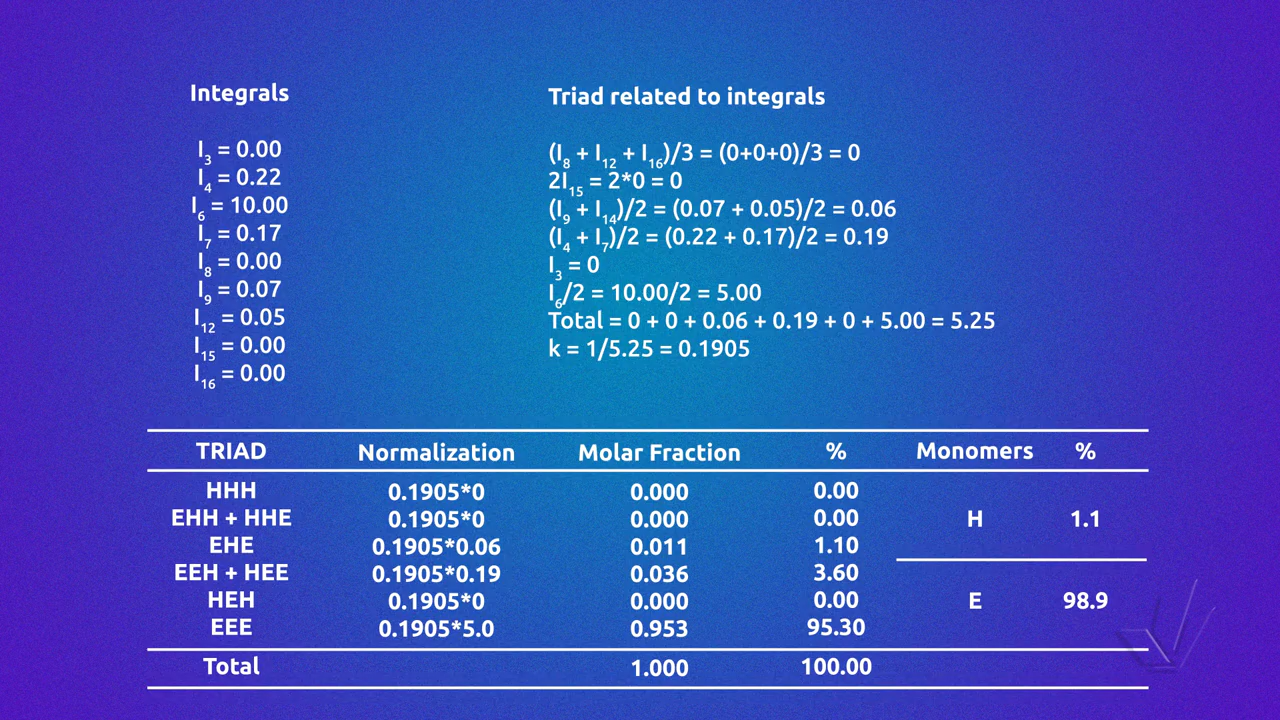 Integrals
I₃ = 0.00
I₄ = 0.22
I₆ = 10.00
I₇ = 0.17
I₈ = 0.00
I₉ = 0.07
I₁₂ = 0.05
I₁₅ = 0.00
I₁₆ = 0.00
Triad related to integrals
(I₈ + I₁₂ + I₁₆)/3 = (0+0+0)/3 = 0
2I₁₅ = 2*0 = 0
(I₉ + I₁₄)/2 = (0.07 + 0.05)/2 = 0.06
(I₄ + I₇)/2 = (0.22 + 0.17)/2 = 0.19
I₃ = 0
I₆/2 = 10.00/2 = 5.00
Total = 0 + 0 + 0.06 + 0.19 + 0 + 5.00 = 5.25
k = 1/5.25 = 0.1905
TRIAD Normalization Molar Fraction % Monomers %
HHH 0.1905*0 0.000 0.00
EHH + HHE 0.1905*0 0.000 0.00 H 1.1
EHE 0.1905*0.06 0.011 1.10
EEH + HEE 0.1905*0.19 0.036 3.60
HEH 0.1905*0 0.000 0.00 E 98.9
EEE 0.1905*5.0 0.953 95.30
Total 1.000 100.00